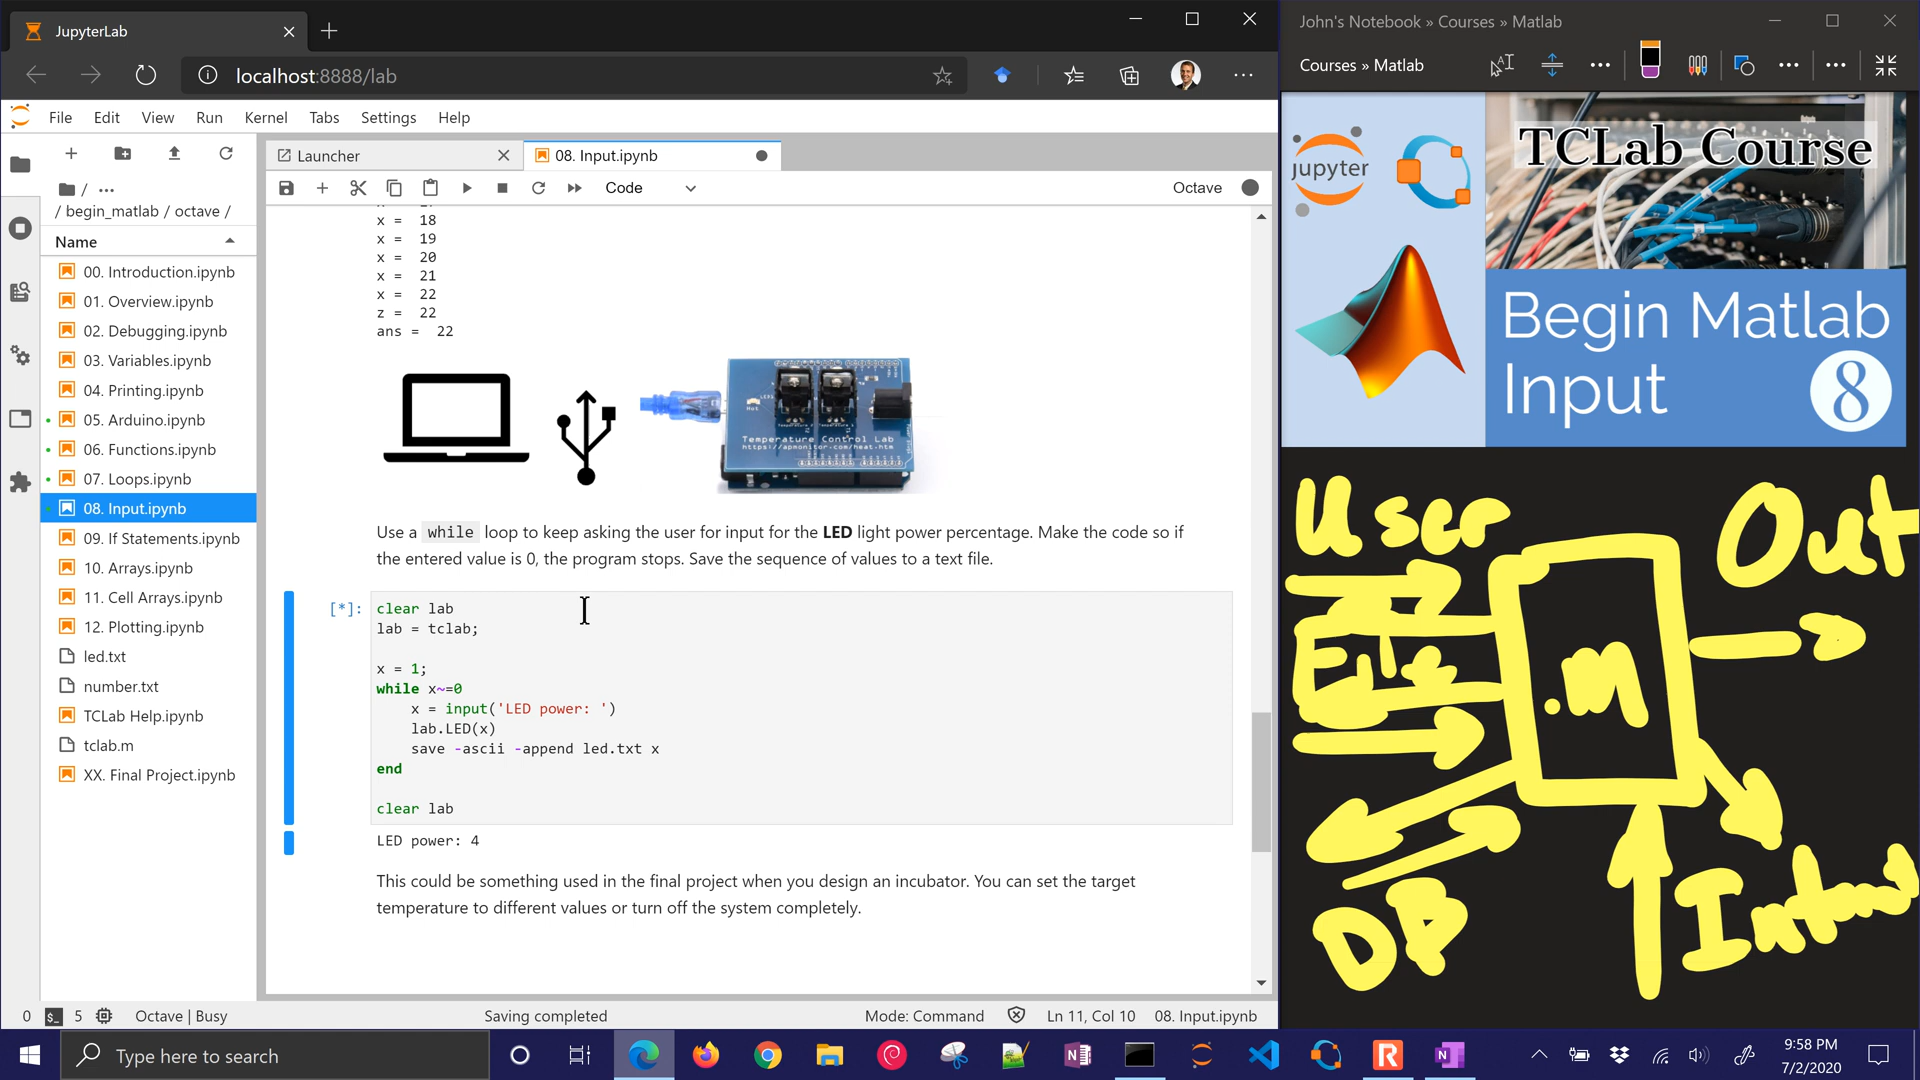 JupyterLab
localhost:8888/lab
File Edit View Run Kernel Tabs Settings Help
/ ...
/ begin_matlab / octave /
Name
00. Introduction.ipynb
01. Overview.ipynb
02. Debugging.ipynb
03. Variables.ipynb
04. Printing.ipynb
05. Arduino.ipynb
06. Functions.ipynb
07. Loops.ipynb
08. Input.ipynb
09. If Statements.ipynb
10. Arrays.ipynb
11. Cell Arrays.ipynb
12. Plotting.ipynb
led.txt
number.txt
TCLab Help.ipynb
tclab.m
XX. Final Project.ipynb
Launcher
08. Input.ipynb
Code
Octave
x = 18
x = 19
x = 20
x = 21
x = 22
z = 22
ans = 22
Hot
Temperature Control Lab
https://apmonitor.com/heat.htm
Use a while loop to keep asking the user for input for the LED light power percentage. Make the code so if
the entered value is 0, the program stops. Save the sequence of values to a text file.
[*]:
clear lab
lab = tclab;
x = 1;
while x~=0
x = input('LED power: ')
lab.LED(x)
save -ascii -append led.txt x
end
clear lab
LED power: 4
This could be something used in the final project when you design an incubator. You can set the target
temperature to different values or turn off the system completely.
0 5 Octave | Busy Saving completed Mode: Command Ln 11, Col 10 08. Input.ipynb
John's Notebook » Courses » Matlab
Courses » Matlab
jupyter
TCLab Course
Begin Matlab
Input
8
User
Out
.m
Type here to search
9:58 PM
7/2/2020